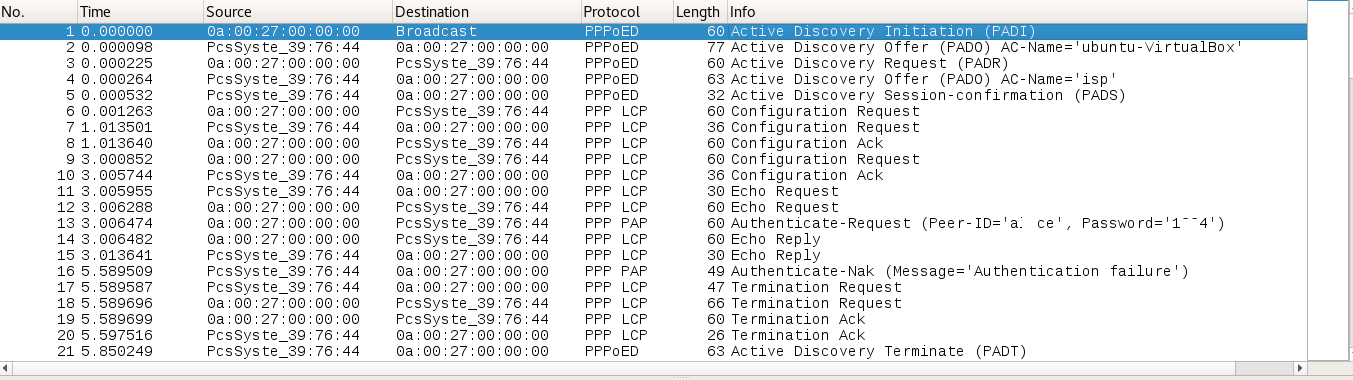 No. Time Source Destination Protocol Length Info
1 0.000000 0a:00:27:00:00:00 Broadcast PPPoED 60 Active Discovery Initiation (PADI)
2 0.000098 PcsSyste_39:76:44 0a:00:27:00:00:00 PPPoED 77 Active Discovery Offer (PADO) AC-Name='ubuntu-VirtualBox'
3 0.000225 0a:00:27:00:00:00 PcsSyste_39:76:44 PPPoED 60 Active Discovery Request (PADR)
4 0.000264 PcsSyste_39:76:44 0a:00:27:00:00:00 PPPoED 63 Active Discovery Offer (PADO) AC-Name='isp'
5 0.000532 PcsSyste_39:76:44 0a:00:27:00:00:00 PPPoED 32 Active Discovery Session-confirmation (PADS)
6 0.001263 0a:00:27:00:00:00 PcsSyste_39:76:44 PPP LCP 60 Configuration Request
7 1.013501 PcsSyste_39:76:44 0a:00:27:00:00:00 PPP LCP 36 Configuration Request
8 1.013640 0a:00:27:00:00:00 PcsSyste_39:76:44 PPP LCP 60 Configuration Ack
9 3.000852 0a:00:27:00:00:00 PcsSyste_39:76:44 PPP LCP 60 Configuration Request
10 3.005744 PcsSyste_39:76:44 0a:00:27:00:00:00 PPP LCP 36 Configuration Ack
11 3.005955 PcsSyste_39:76:44 0a:00:27:00:00:00 PPP LCP 30 Echo Request
12 3.006288 0a:00:27:00:00:00 PcsSyste_39:76:44 PPP LCP 60 Echo Request
13 3.006474 0a:00:27:00:00:00 PcsSyste_39:76:44 PPP PAP 60 Authenticate-Request
14 3.006482 0a:00:27:00:00:00 PcsSyste_39:76:44 PPP LCP 60 Echo Reply
15 3.013641 PcsSyste_39:76:44 0a:00:27:00:00:00 PPP LCP 30 Echo Reply
16 5.589509 PcsSyste_39:76:44 0a:00:27:00:00:00 PPP PAP 49 Authenticate-Nak (Message='Authentication failure')
17 5.589587 PcsSyste_39:76:44 0a:00:27:00:00:00 PPP LCP 47 Termination Request
18 5.589696 0a:00:27:00:00:00 PcsSyste_39:76:44 PPP LCP 66 Termination Request
19 5.589699 0a:00:27:00:00:00 PcsSyste_39:76:44 PPP LCP 60 Termination Ack
20 5.597516 PcsSyste_39:76:44 0a:00:27:00:00:00 PPP LCP 26 Termination Ack
21 5.850249 PcsSyste_39:76:44 0a:00:27:00:00:00 PPPoED 63 Active Discovery Terminate (PADT)